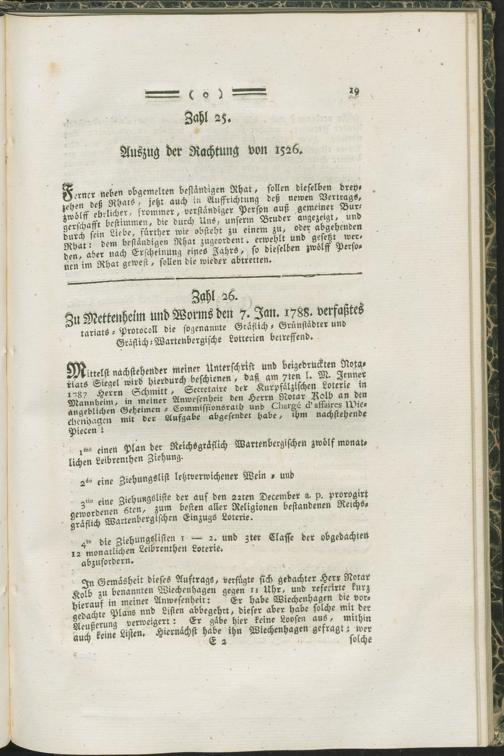 ( o ) 19
Zahl 25.
Auszug der Rachtung von 1526.
Ferner neben obgemelten beständigen Rhat, sollen dieselben drey-
zehen deß Rhats, jetzt auch in Auffrichtung deß newen Vertrags,
zwölff ehrlicher, frommer, verständiger Person auß gemeiner Bur-
gerschafft bestimmen, die durch Uns, unserm Bruder angezeigt, und
durch sein Liebe, fürther wie obsteht zu einem zu, oder abgehenden
Rhat: dem beständigen Rhat zugeordent, erwehlt und gesetzt wer-
den, aber nach Erscheinung eines Jahrs, so dieselben zwölff Perso-
nen im Rhat gewest, sollen die wieder abtretten.
Zahl 26.
Zu Mettenheim und Worms den 7. Jan. 1788. verfaßtes
tariats-Protocoll die sogenannte Gräflich-Grünstädter und
Gräflich-Wartenbergische Lotterien betreffend.
Mittelst nachstehender meiner Unterschrift und beigedruckten Nota-
riats Siegel wird hierdurch beschienen, daß am 7ten l. M. Jenner
1787 Herrn Schmitt, Secretaire der Kurpfälzischen Loterie in
Mannheim, in meiner Anwesenheit den Herrn Notar Kolb an den
angeblichen Geheimen-Commissionsrath und Chargé d'affaires Wie-
chenhagen mit der Aufgabe abgesendet habe, ihm nachstehende
Piecen:
1mo einen Plan der Reichsgräflich Wartenbergischen zwölf monat-
lichen Leibrenthen Ziehung.
2do eine Ziehungslist letzverwichener Wein- und
3tio eine Ziehungsliste der auf den 22ten December a. p. prorogirt
gewordenen 6ten, zum besten aller Religionen bestandenen Reichs-
gräflich Wartenbergischen Einzugs Loterie.
4to die Ziehungslisten 1 — 2. und 3ter Classe der obgedachten
12 monatlichen Leibrenthen Loterie.
abzufordern.
In Gemäsheit dieses Auftrags, verfügte sich gedachter Herr Notar
Kolb zu benannten Wiechenhagen gegen 11 Uhr, und referirte kurz
hierauf in meiner Anwesenheit: Er habe Wiechenhagen die vor-
gedachte Plans und Listen abbegehrt, dieser aber habe solche mit der
Aeußerung verweigert: Er gäbe hier keine Loosen aus, mithin
auch keine Listen. Hiernächst habe ihn Wiechenhagen gefragt: wer
E 2 solche